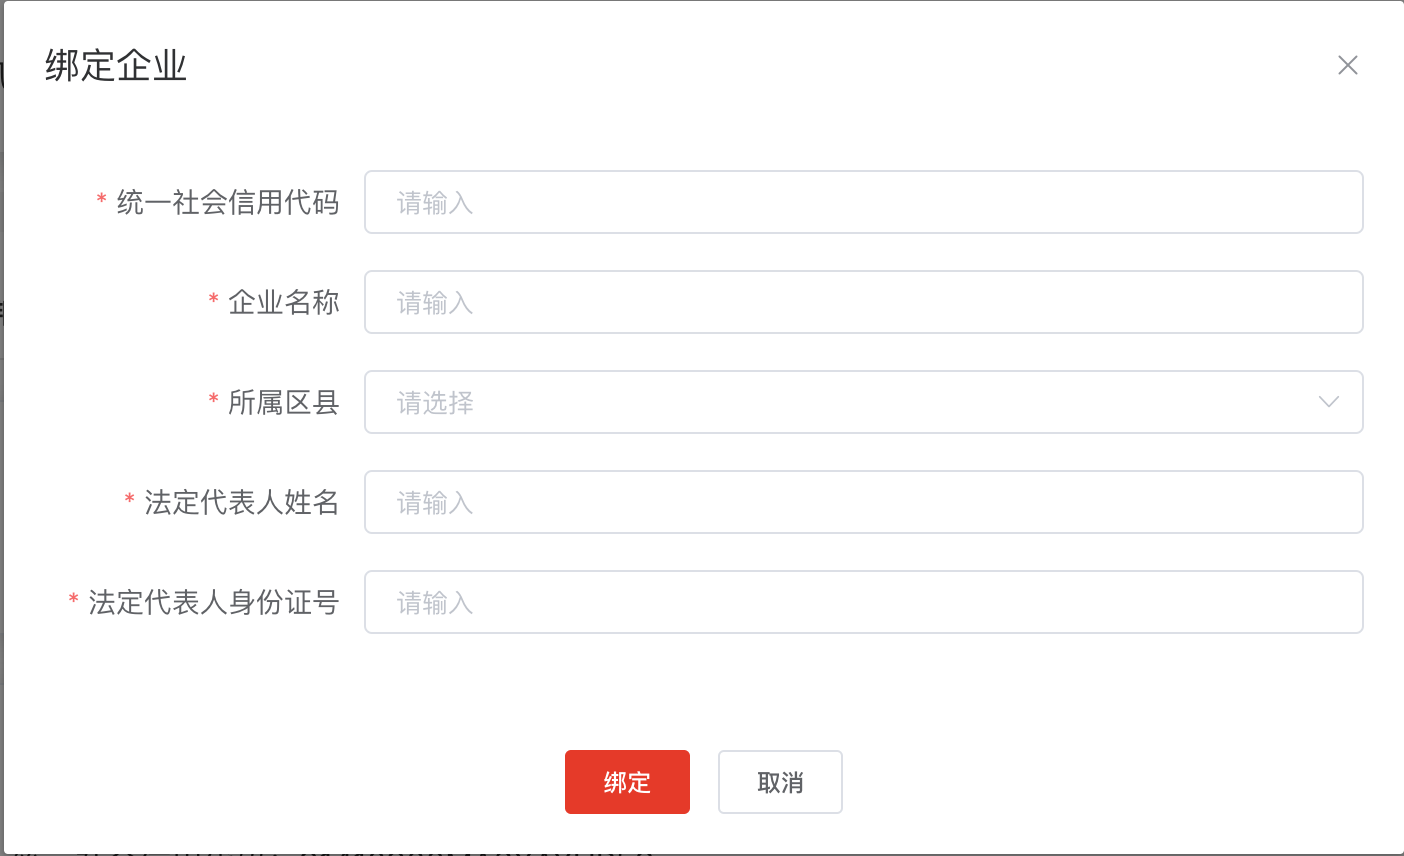 绑定企业
* 统一社会信用代码 请输入
* 企业名称 请输入
* 所属区县 请选择
* 法定代表人姓名 请输入
* 法定代表人身份证号 请输入
绑定 取消